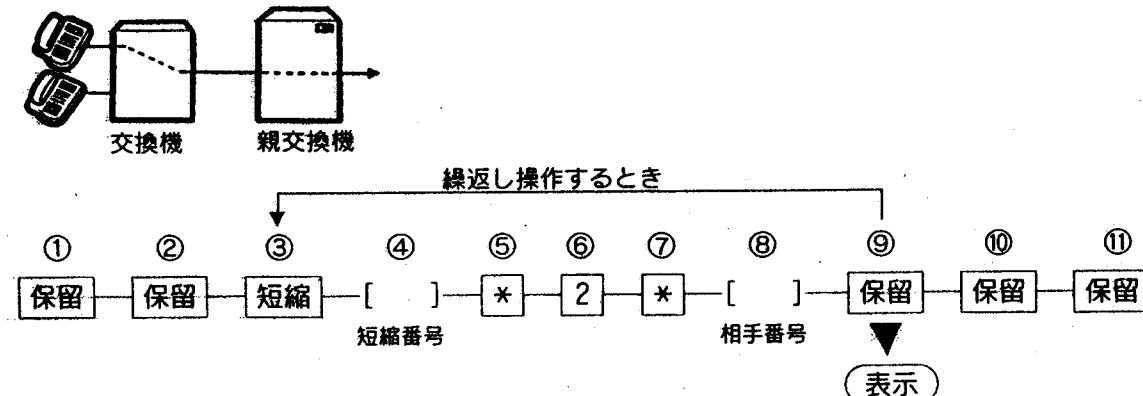 交換機 親交換機
繰返し操作するとき
① ② ③ ④ ⑤ ⑥ ⑦ ⑧ ⑨ ⑩ ⑪
保留 保留 短縮 [ ] * 2 * [ ] 保留 保留 保留
短縮番号 相手番号
表示